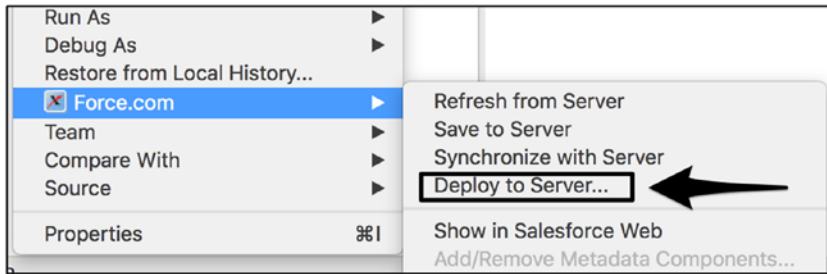 Run As
Debug As
Restore from Local History...
Force.com
Team
Compare With
Source
Properties ⌘I
Refresh from Server
Save to Server
Synchronize with Server
Deploy to Server...
Show in Salesforce Web
Add/Remove Metadata Components...